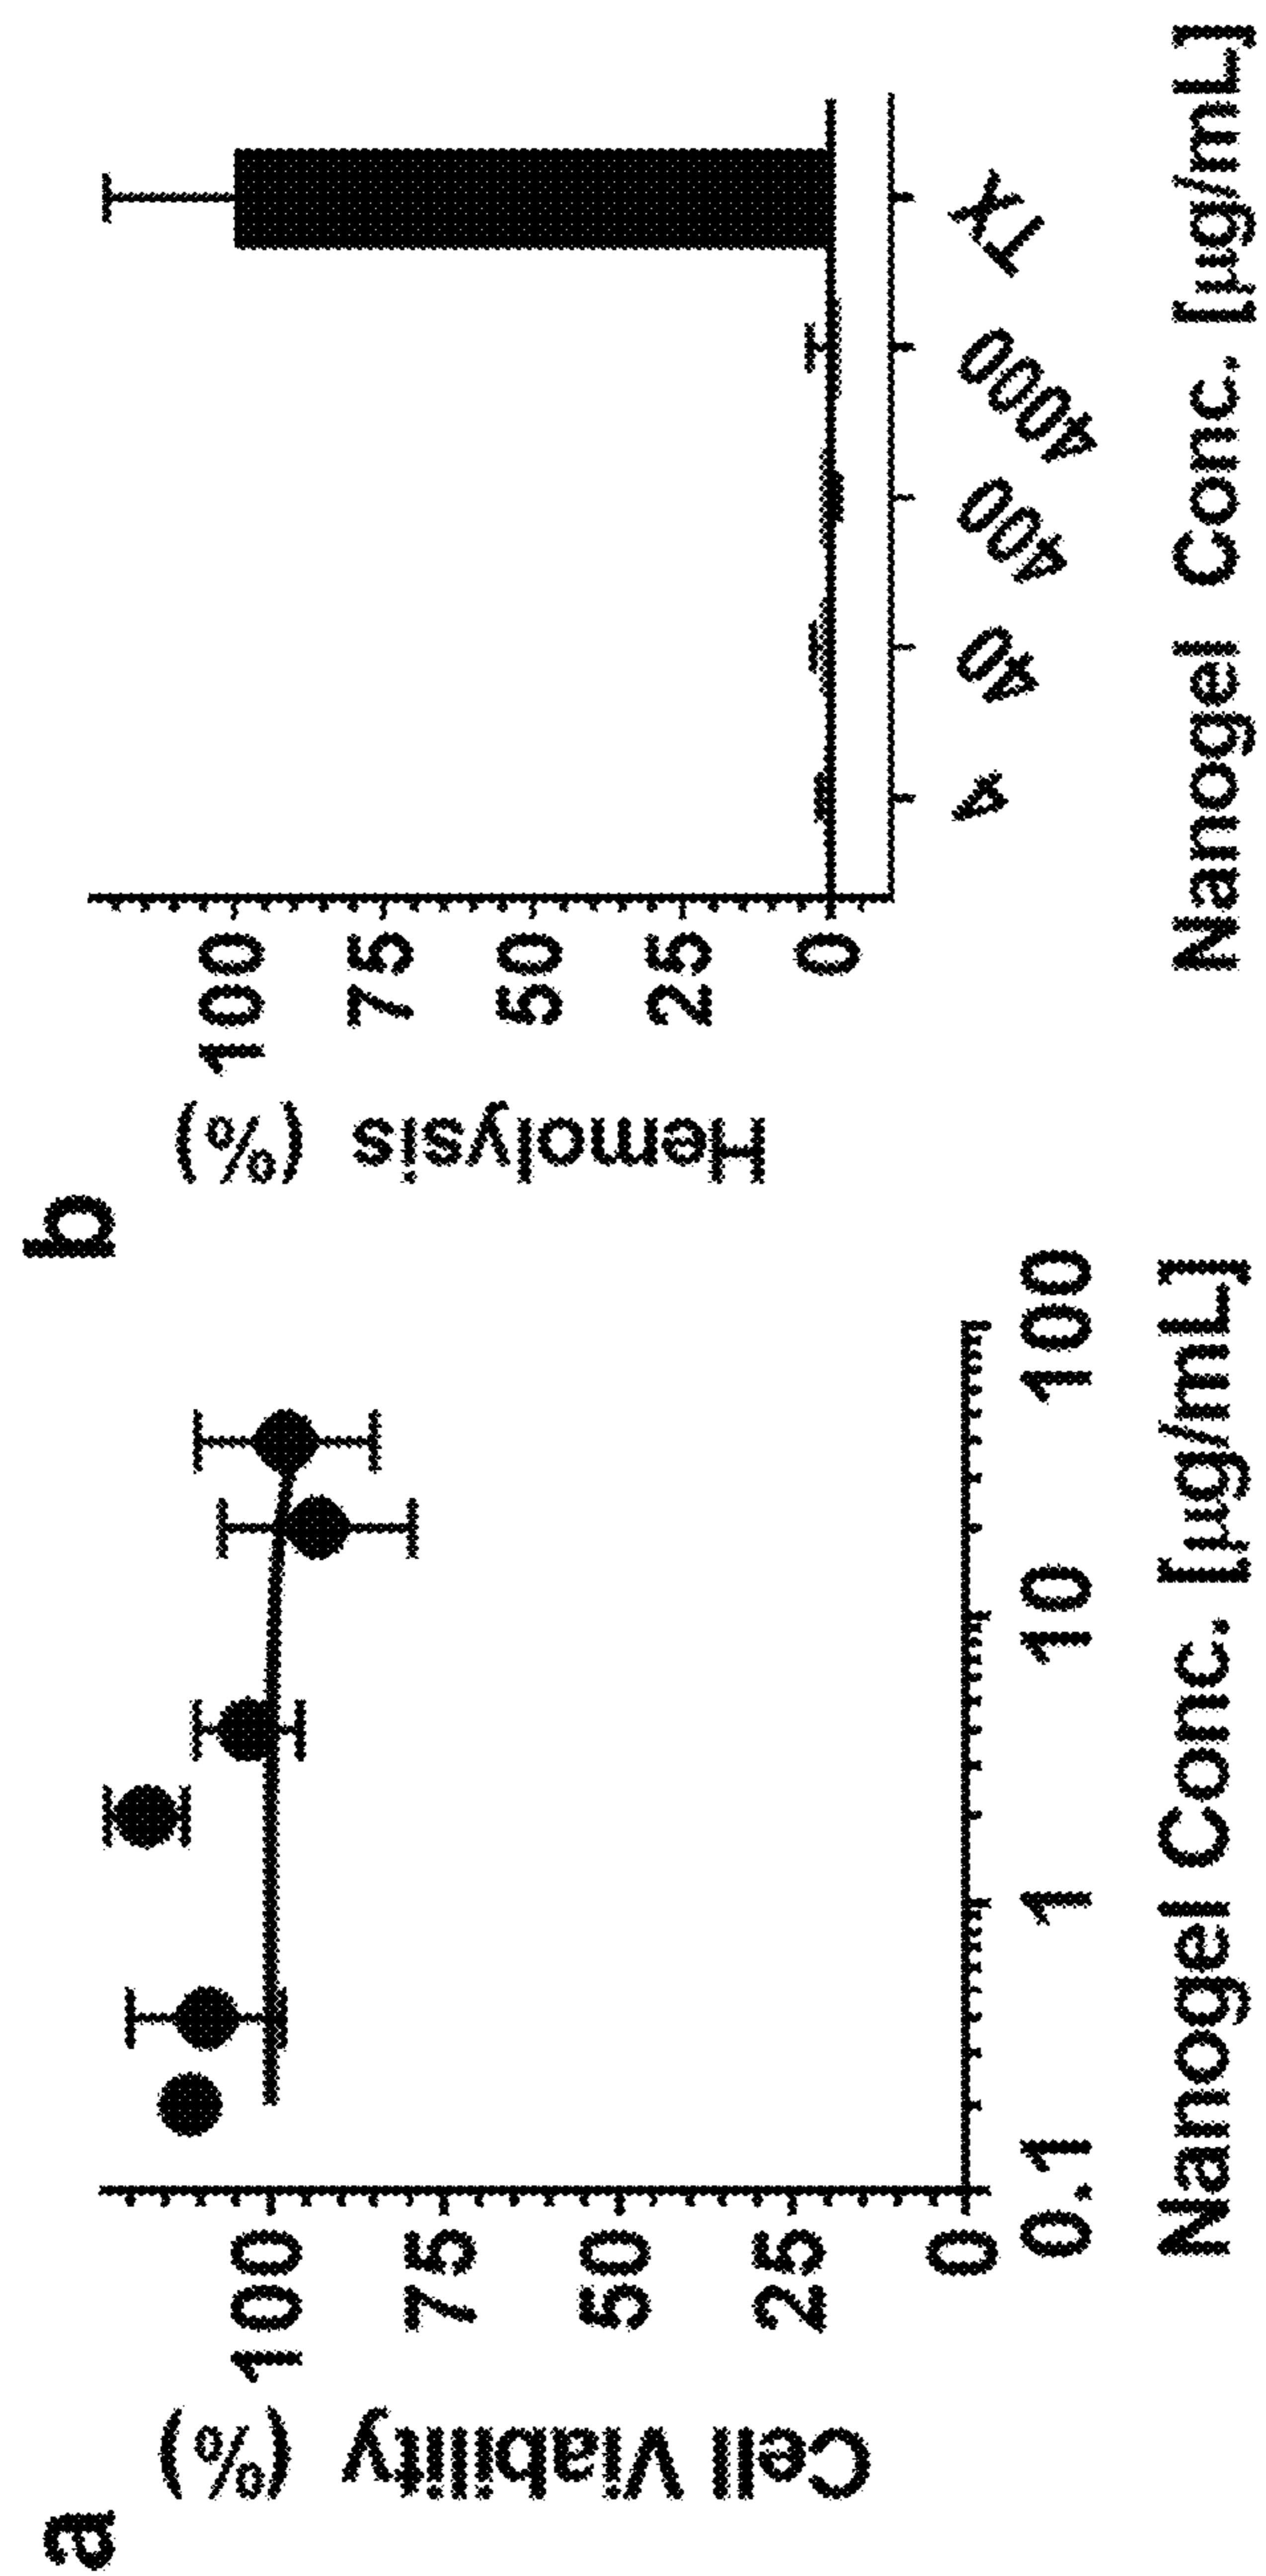 a
Cell Viability (%)
100
75
50
25
0
0.1
1
10
100
Nanogel Conc. [µg/mL]
b
Hemolysis (%)
100
75
50
25
0
4
40
400
4000
TX
Nanogel Conc. [µg/mL]